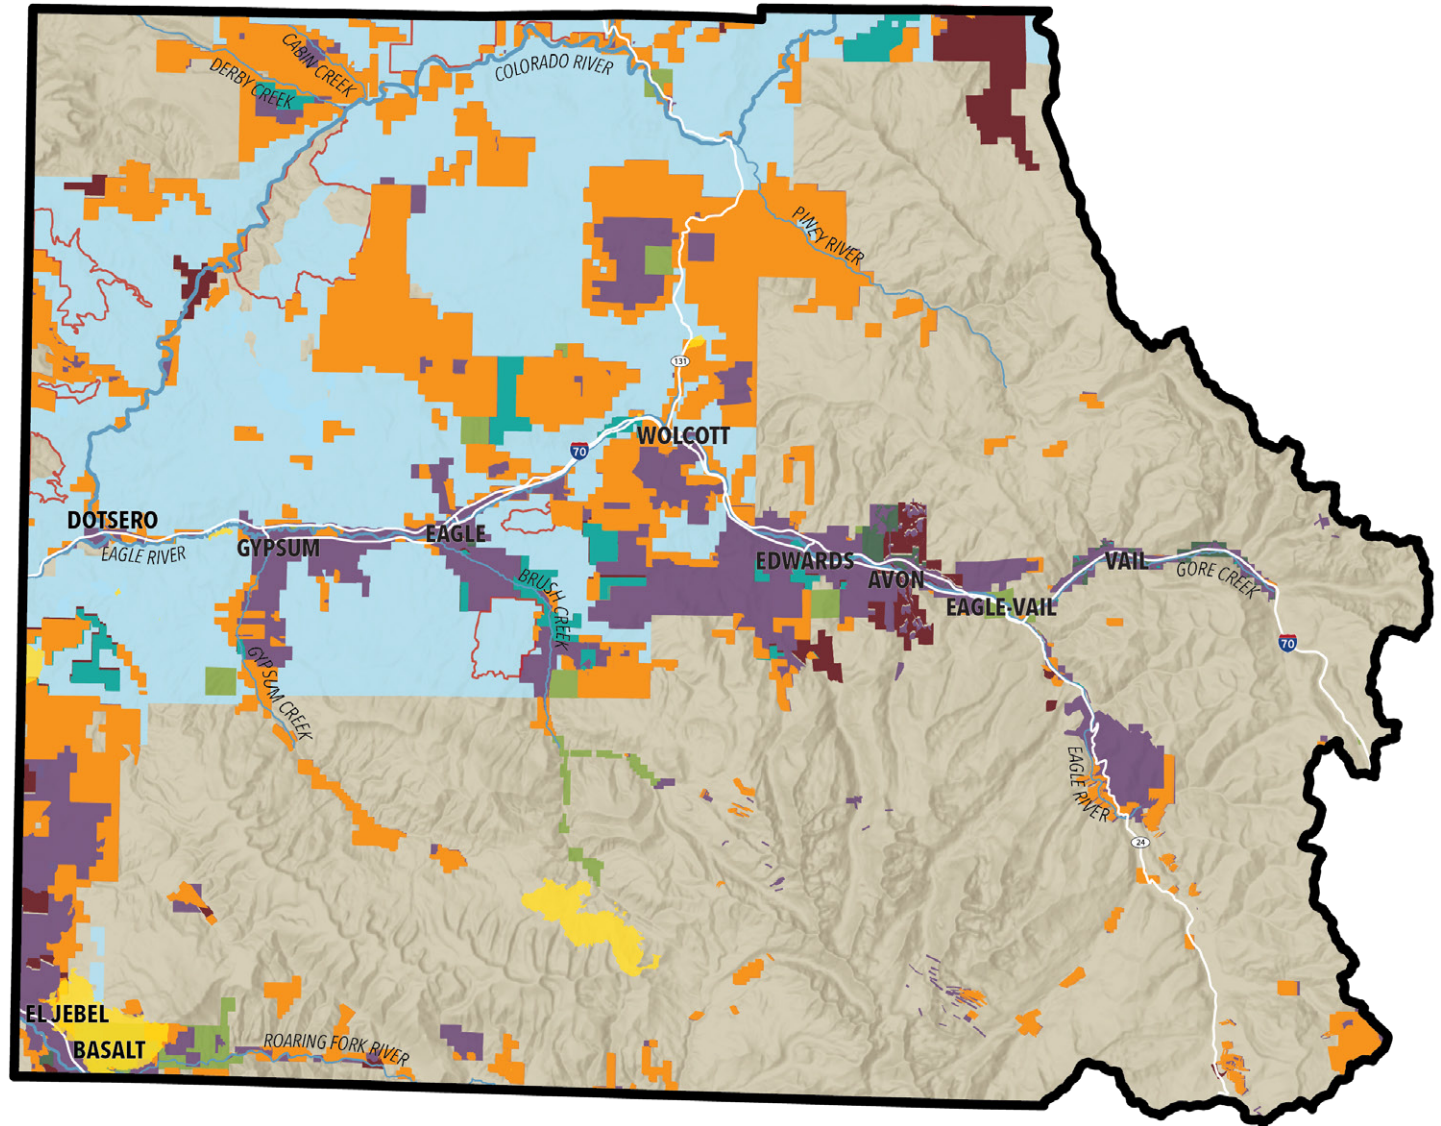 CABIN CREEK
DERBY CREEK
COLORADO RIVER
PINEY RIVER
131
WOLCOTT
70
DOTSERO
EAGLE RIVER
GYPSUM
EAGLE
EDWARDS
AVON
VAIL
GORE CREEK
BRUSH CREEK
EAGLE-VAIL
70
GYPSUM CREEK
EAGLE RIVER
24
EL JEBEL
BASALT
ROARING FORK RIVER